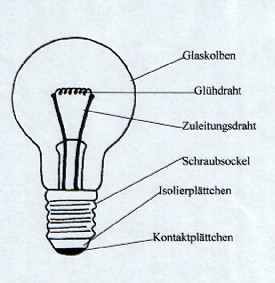 Glaskolben
Glühdraht
Zuleitungsdraht
Schraubsockel
Isolierplättchen
Kontaktplättchen